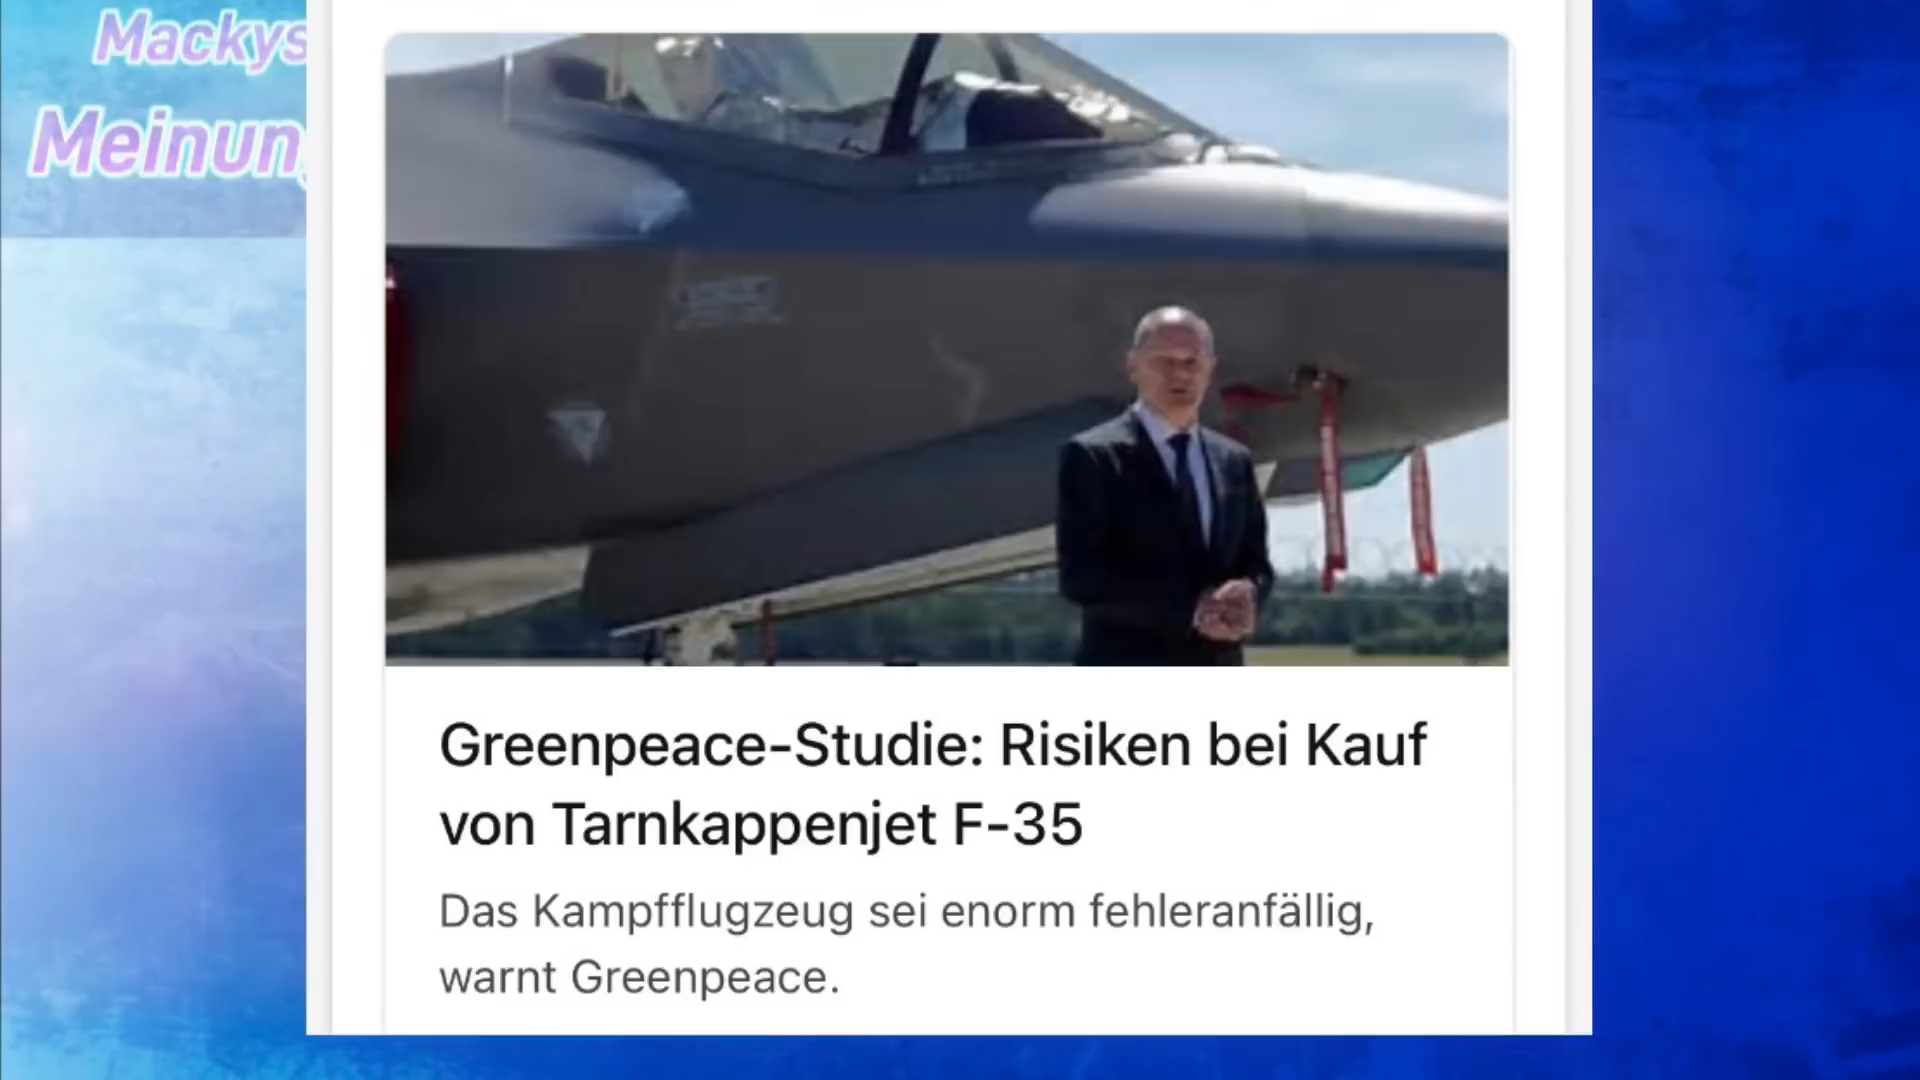 Mackys
Meinun
Greenpeace-Studie: Risiken bei Kauf
von Tarnkappenjet F-35
Das Kampfflugzeug sei enorm fehleranfällig,
warnt Greenpeace.